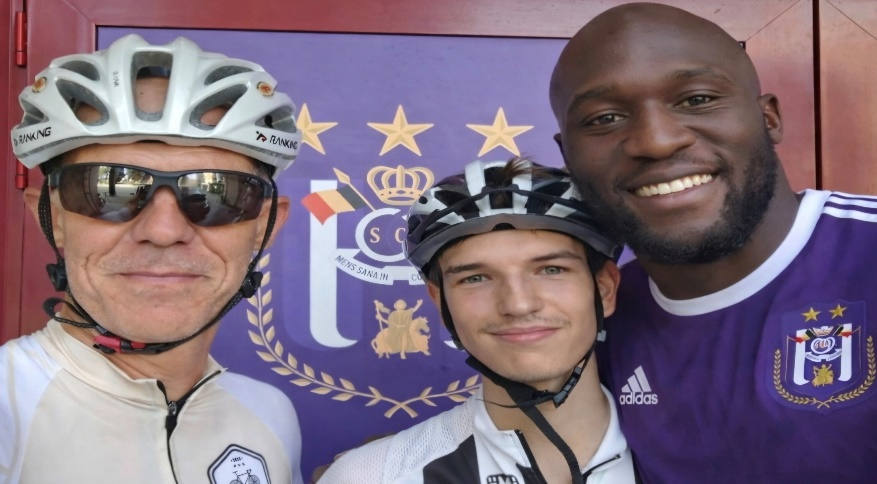 RANKING
RANKING
SC
MENS SANA IN
adidas